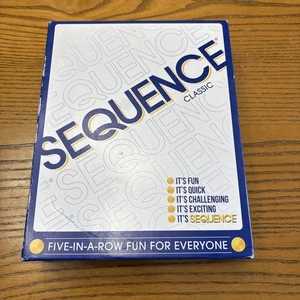 SEQUENCE
CLASSIC
IT'S FUN
IT'S QUICK
IT'S CHALLENGING
IT'S EXCITING
IT'S SEQUENCE
FIVE-IN-A-ROW FUN FOR EVERYONE